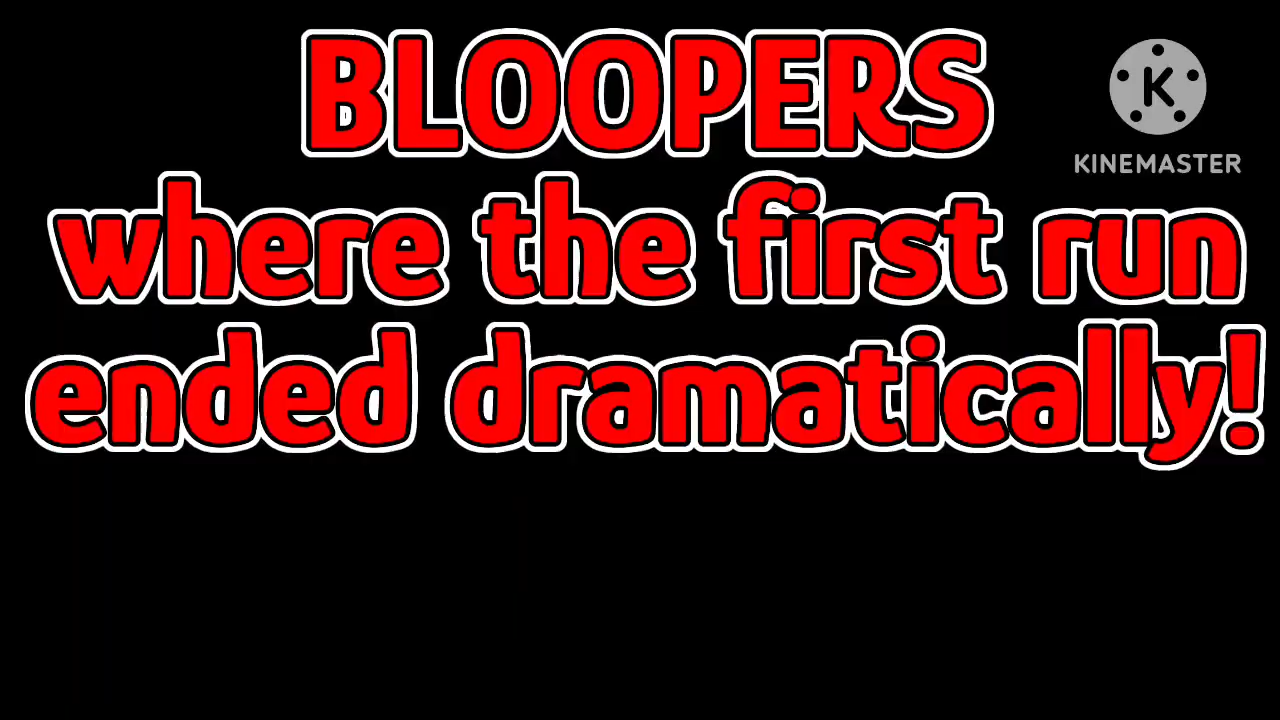 BLOOPERS
where the first run
ended dramatically!
K
KINEMASTER